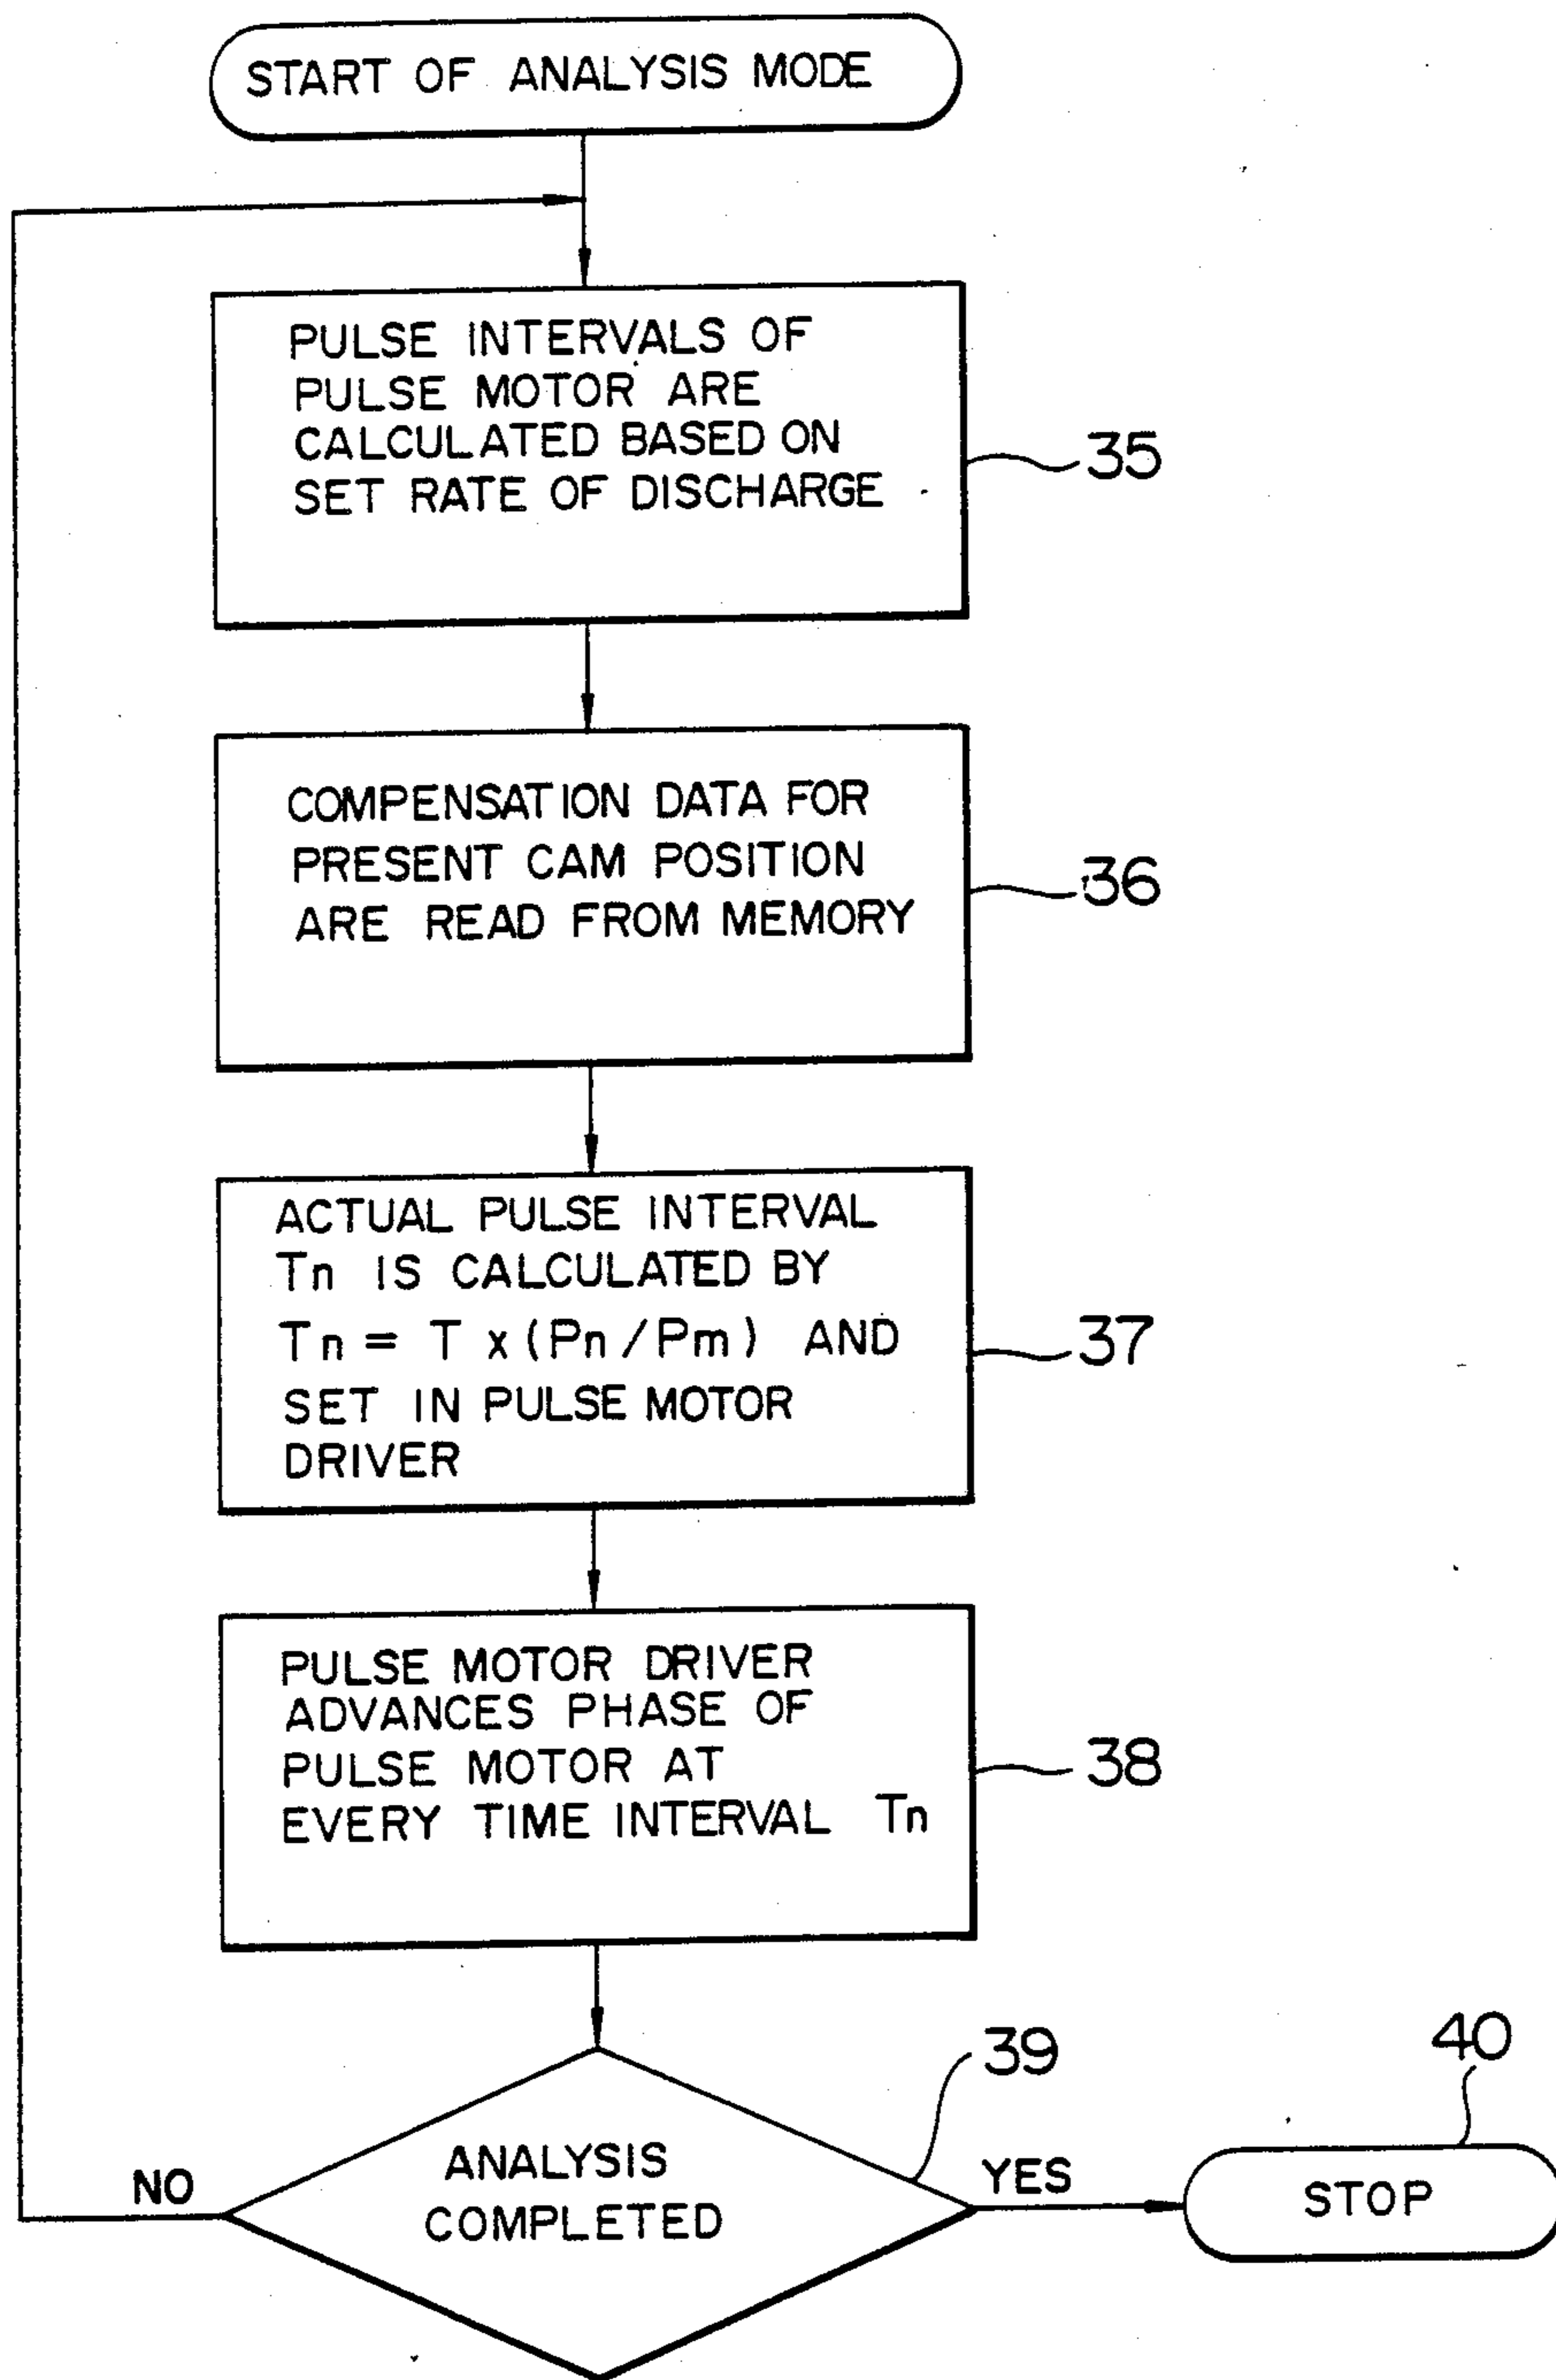 START OF ANALYSIS MODE
PULSE INTERVALS OF
PULSE MOTOR ARE
CALCULATED BASED ON
SET RATE OF DISCHARGE
35
COMPENSATION DATA FOR
PRESENT CAM POSITION
ARE READ FROM MEMORY
36
ACTUAL PULSE INTERVAL
Tn IS CALCULATED BY
Tn = T x (Pn / Pm) AND
SET IN PULSE MOTOR
DRIVER
37
PULSE MOTOR DRIVER
ADVANCES PHASE OF
PULSE MOTOR AT
EVERY TIME INTERVAL Tn
38
39
40
ANALYSIS
COMPLETED
NO
YES
STOP